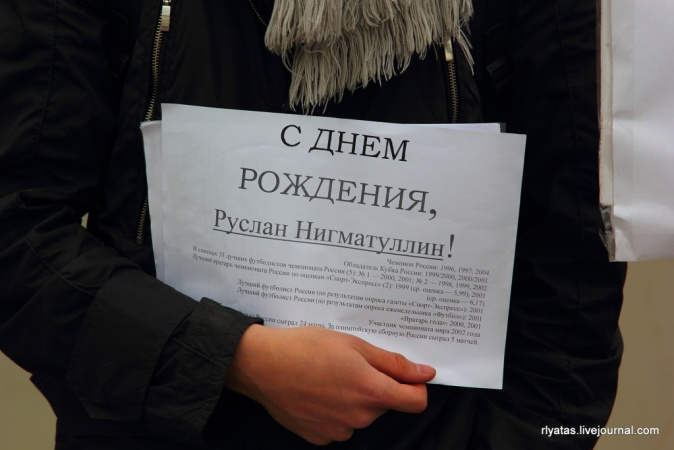 С ДНЕМ
РОЖДЕНИЯ,
Руслан Нигматуллин!
Чемпион России: 1996, 1997, 2004
Обладатель Кубка России: 1999/2000, 2000/2001
В списках 33 лучших футболистов чемпионата России (5): № 1 — 2000, 2001; № 2 — 1998, 1999, 2002
Лучший вратарь чемпионата России по оценкам «Спорт-Экспресс» (2): 1999 (ср. оценка — 5,99), 2001
(ср. оценка — 6,17)
Лучший футболист России (по результатам опроса газеты «Спорт-Экспресс»): 2001
Лучший футболист России (по результатам опроса еженедельника «Футбол»): 2001
«Вратарь года»: 2000, 2001
Участник чемпионата мира 2002 года
России сыграл 24 матча. За олимпийскую сборную России сыграл 5 матчей.
rlyatas.livejournal.com